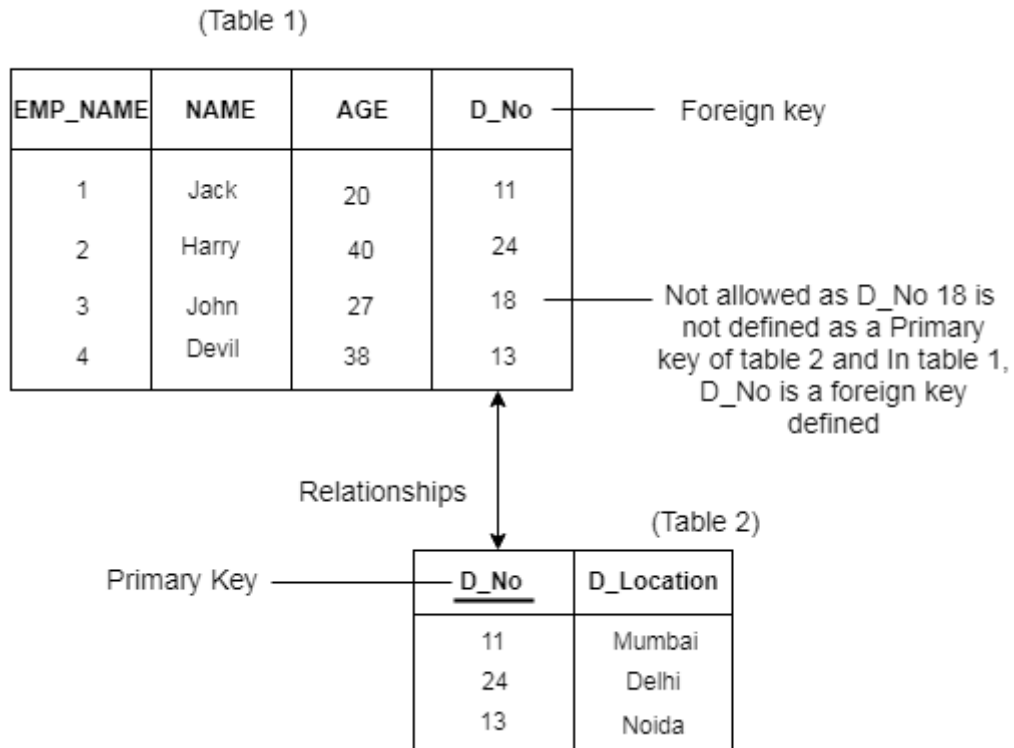 (Table 1)
EMP_NAME NAME AGE D_No Foreign key
1 Jack 20 11
2 Harry 40 24
3 John 27 18
4 Devil 38 13
Not allowed as D_No 18 is
not defined as a Primary
key of table 2 and In table 1,
D_No is a foreign key
defined
Relationships
(Table 2)
Primary Key D_No D_Location
11 Mumbai
24 Delhi
13 Noida